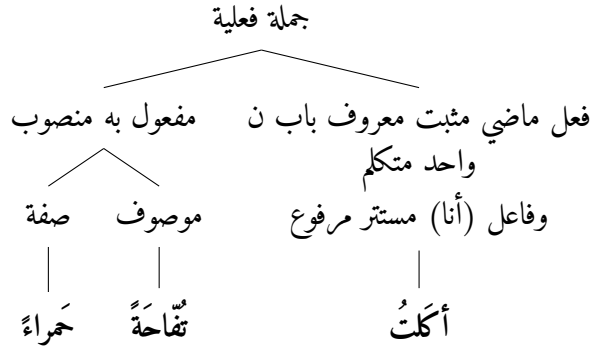 جملة فعلية
فعل ماضي مثبت معروف باب ن
واحد متكلم
وفاعل (أنا) مستتر مرفوع
مفعول به منصوب
موصوف
صفة
أكَلتُ
تُفّاحَةً
حَمراءً